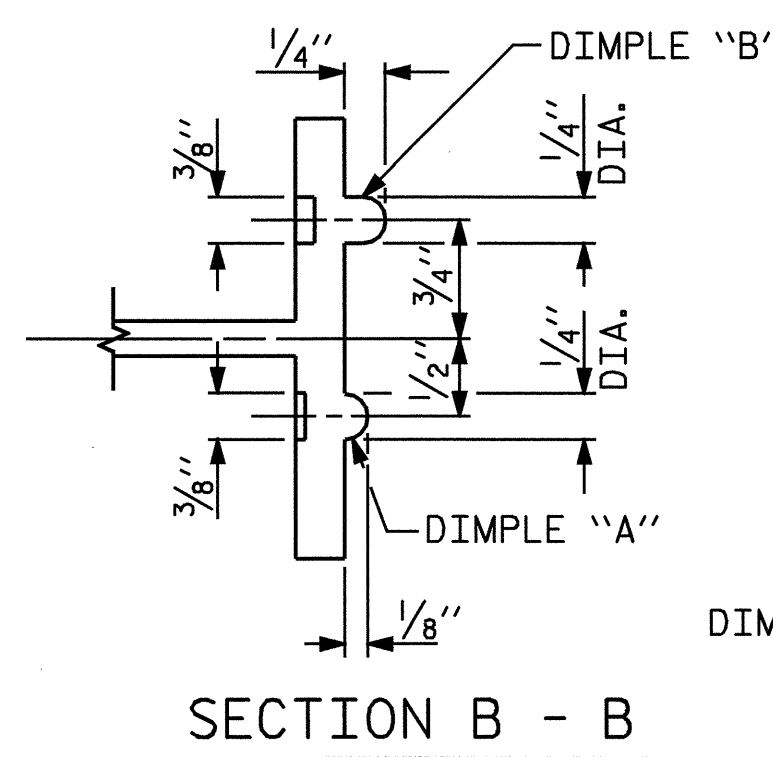 1/4"
DIMPLE "B"
3/8"
1/4" DIA.
3/4"
1/4" DIA.
1/2"
3/8"
DIMPLE "A"
1/8"
DIM
SECTION B - B